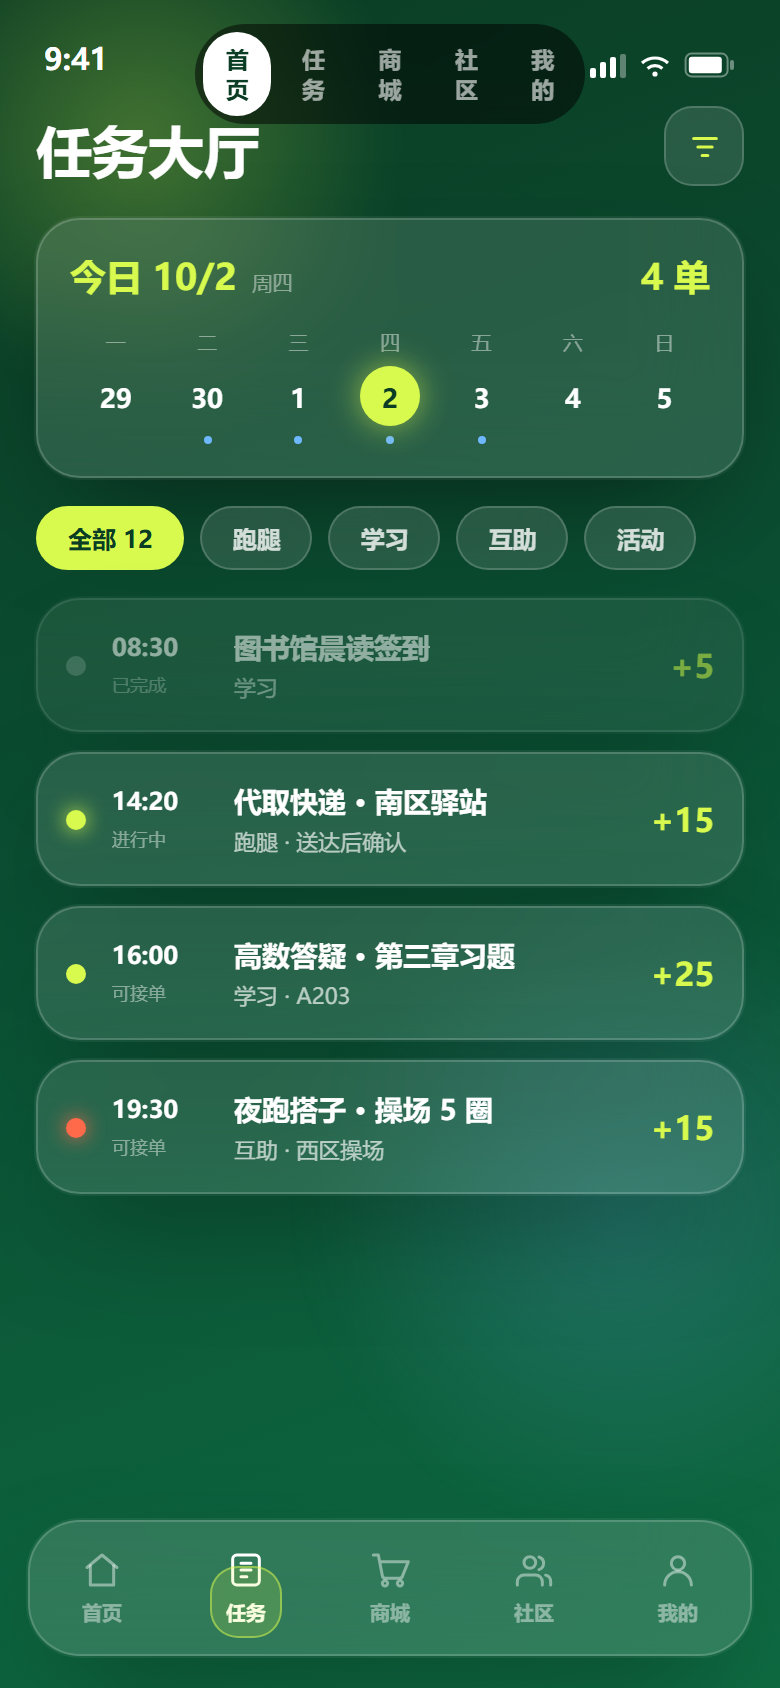 9:41
首页 任务 商城 社区 我的
任务大厅
今日 10/2 周四 4 单
一 二 三 四 五 六 日
29 30 1 2 3 4 5
全部 12 跑腿 学习 互助 活动
08:30 图书馆晨读签到 +5
已完成 学习
14:20 代取快递 • 南区驿站 +15
进行中 跑腿 · 送达后确认
16:00 高数答疑 • 第三章习题 +25
可接单 学习 · A203
19:30 夜跑搭子 • 操场 5 圈 +15
可接单 互助 · 西区操场
首页 任务 商城 社区 我的